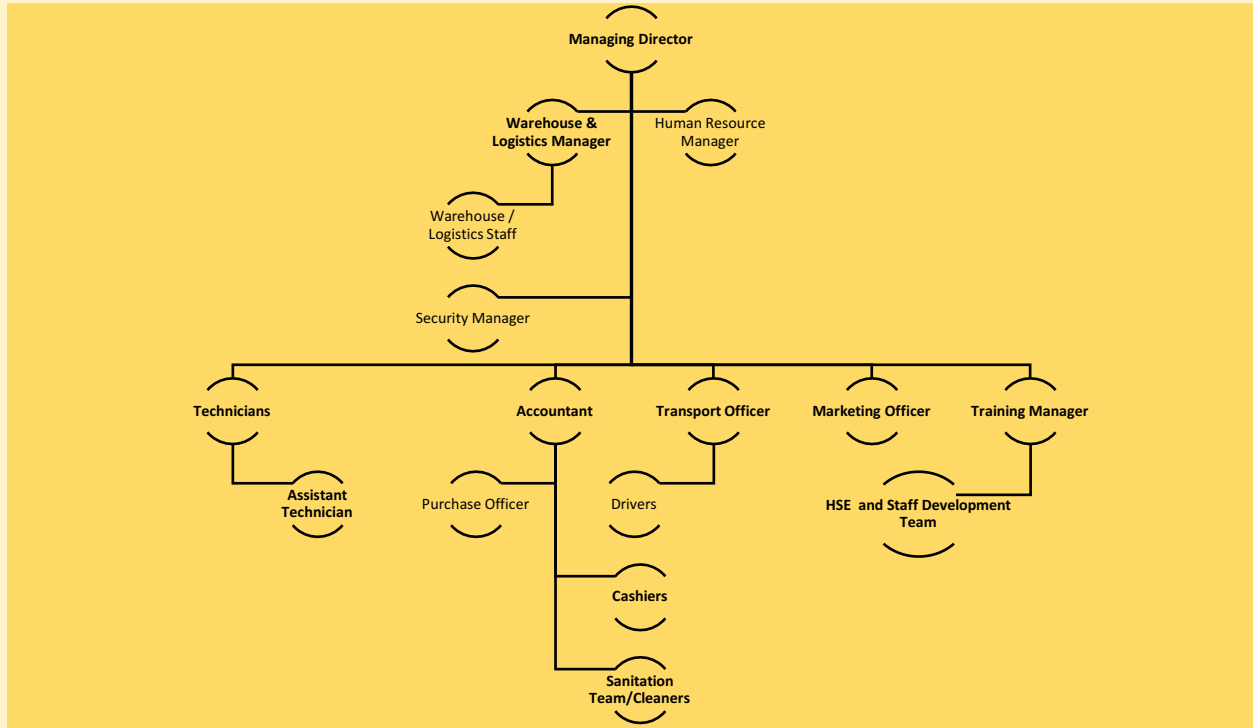 Managing Director
Warehouse &
Logistics Manager
Human Resource
Manager
Warehouse /
Logistics Staff
Security Manager
Technicians
Accountant
Transport Officer
Marketing Officer
Training Manager
Assistant
Technician
Purchase Officer
Drivers
HSE and Staff Development
Team
Cashiers
Sanitation
Team/Cleaners